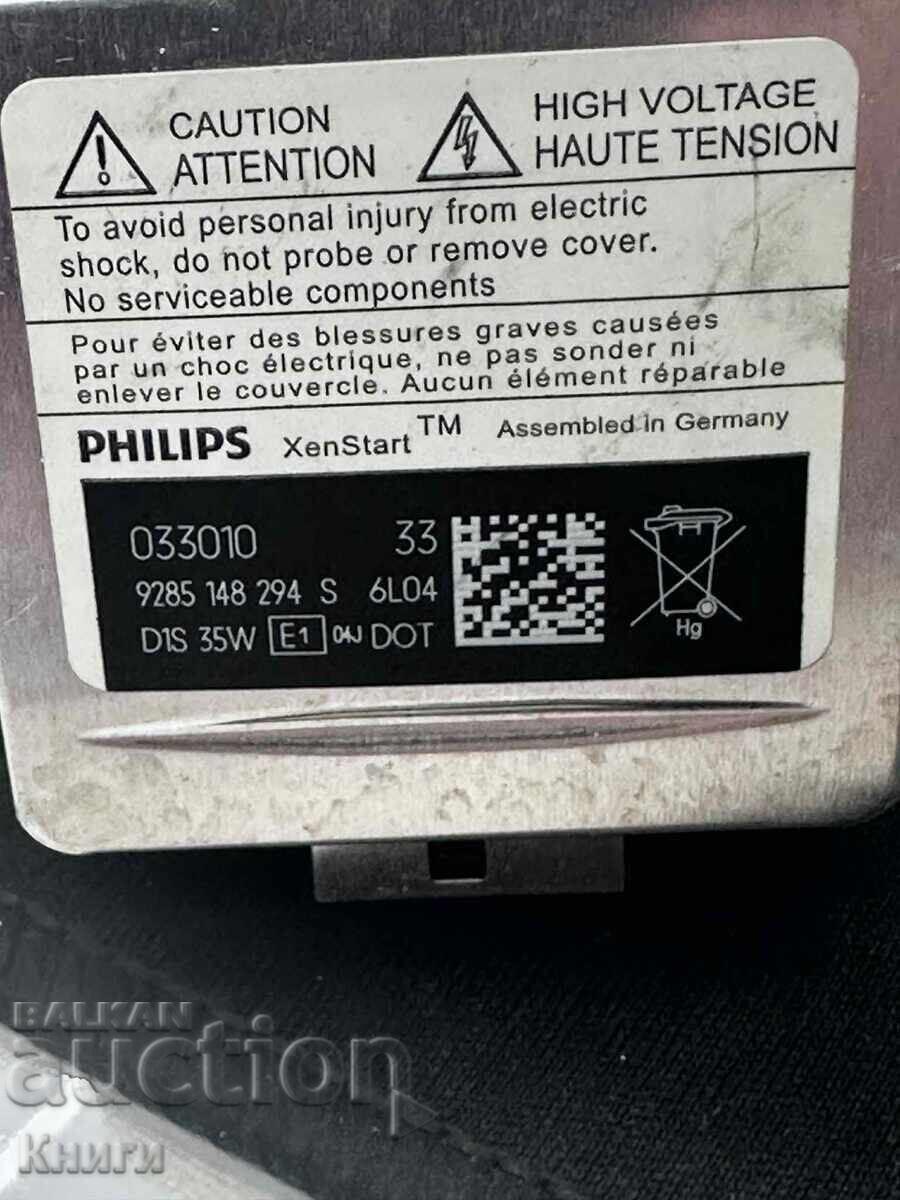 CAUTION
ATTENTION
HIGH VOLTAGE
HAUTE TENSION
To avoid personal injury from electric
shock, do not probe or remove cover.
No serviceable components
Pour éviter des blessures graves causées
par un choc électrique, ne pas sonder ni
enlever le couvercle. Aucun élément réparable
PHILIPS XenStart™ Assembled in Germany
033010 33
9285 148 294 S 6L04
D1S 35W E1 04J DOT
Hg
BALKAN
auction
Книги